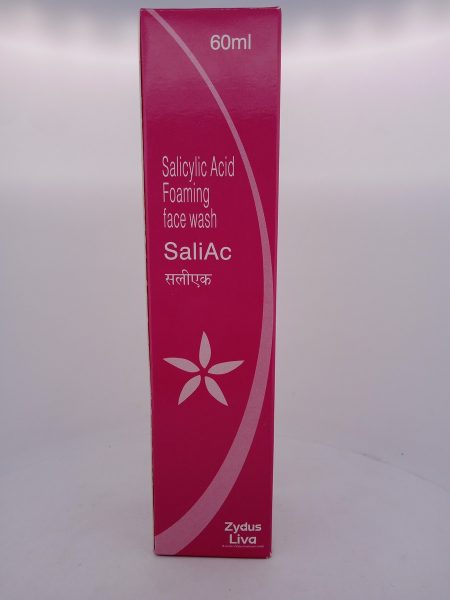 60ml
Salicylic Acid
Foaming
face wash
SaliAc
सलीएक
Zydus
Liva